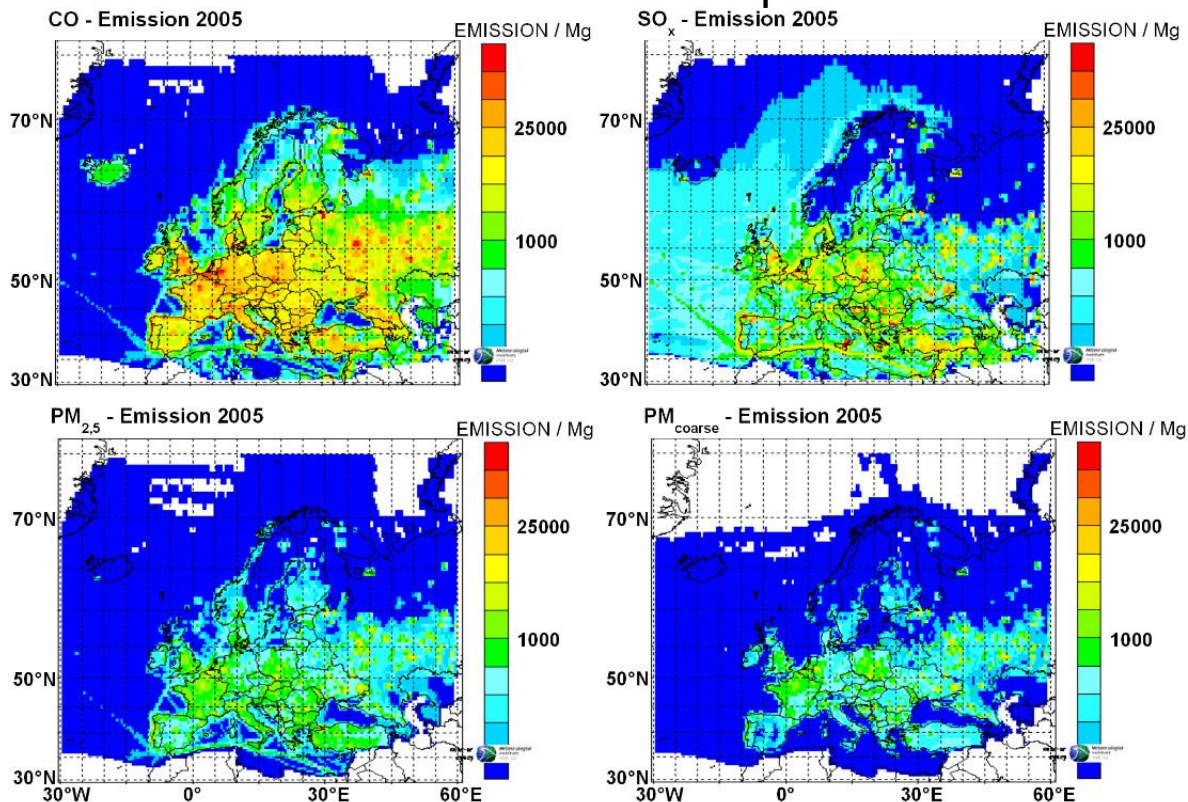 CO - Emission 2005
EMISSION / Mg
70°N
25000
1000
50°N
30°N
SOx - Emission 2005
EMISSION / Mg
70°N
25000
1000
50°N
30°N
PM2,5 - Emission 2005
EMISSION / Mg
70°N
25000
1000
50°N
30°N
30°W 0° 30°E 60°E
PMcoarse - Emission 2005
EMISSION / Mg
70°N
25000
1000
50°N
30°N
30°W 0° 30°E 60°E